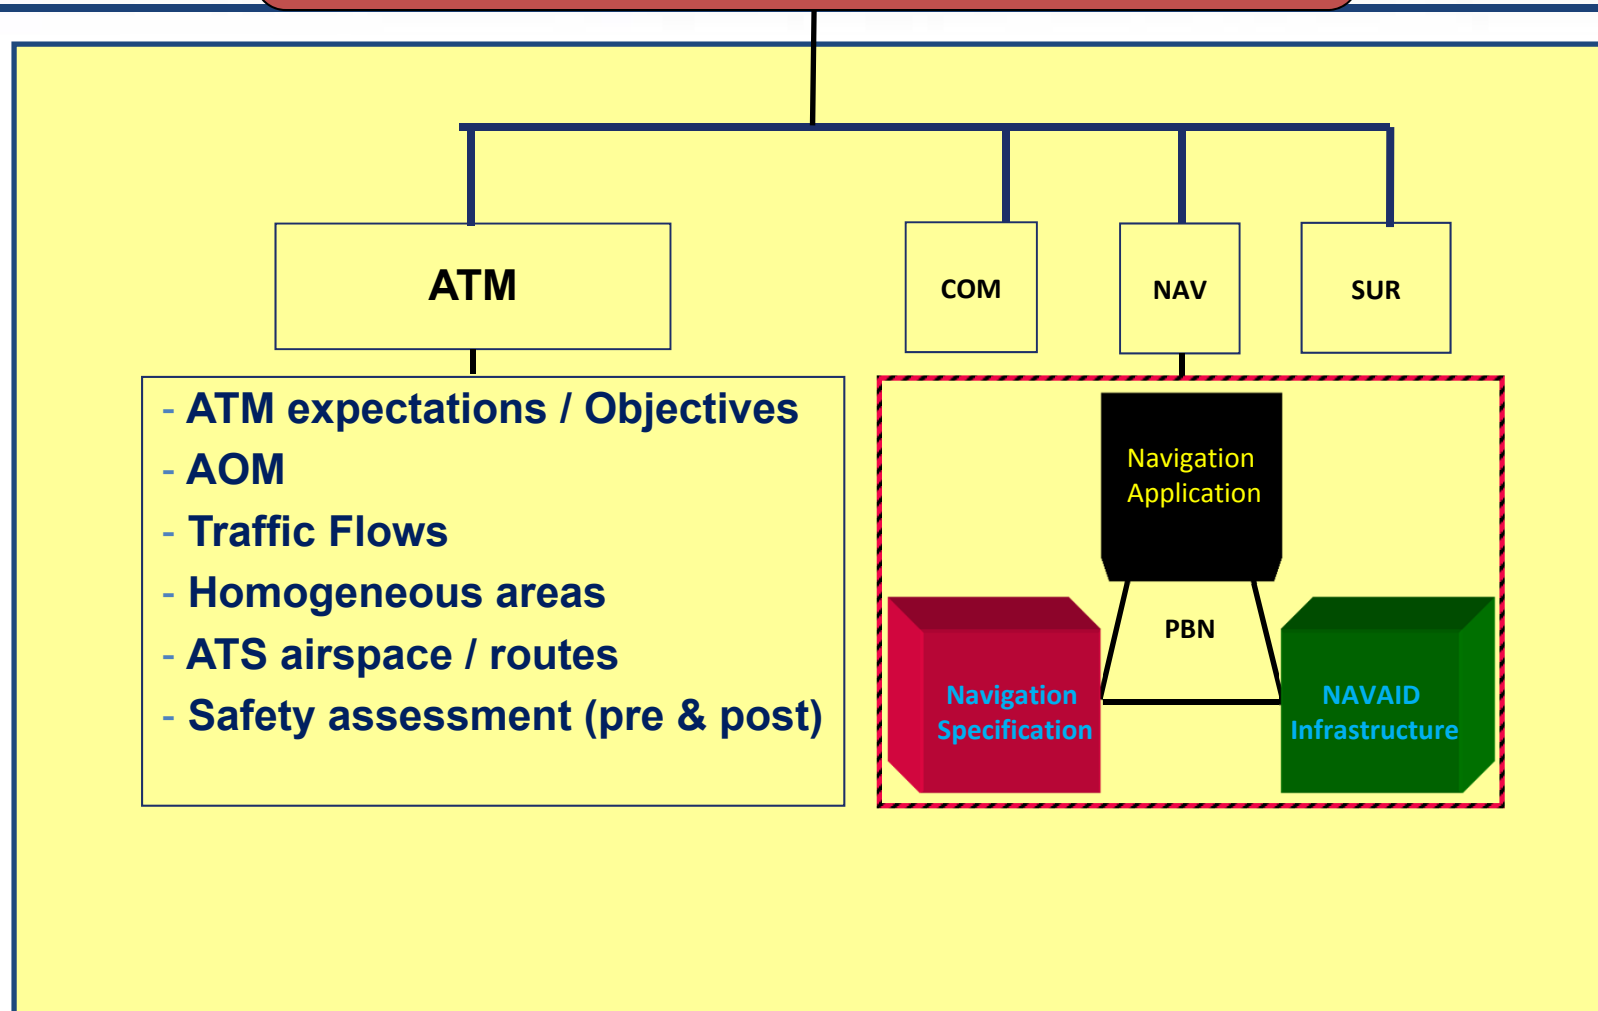 ATM
COM
NAV
SUR
- ATM expectations / Objectives
- AOM
- Traffic Flows
- Homogeneous areas
- ATS airspace / routes
- Safety assessment (pre & post)
Navigation
Application
PBN
Navigation
Specification
NAVAID
Infrastructure